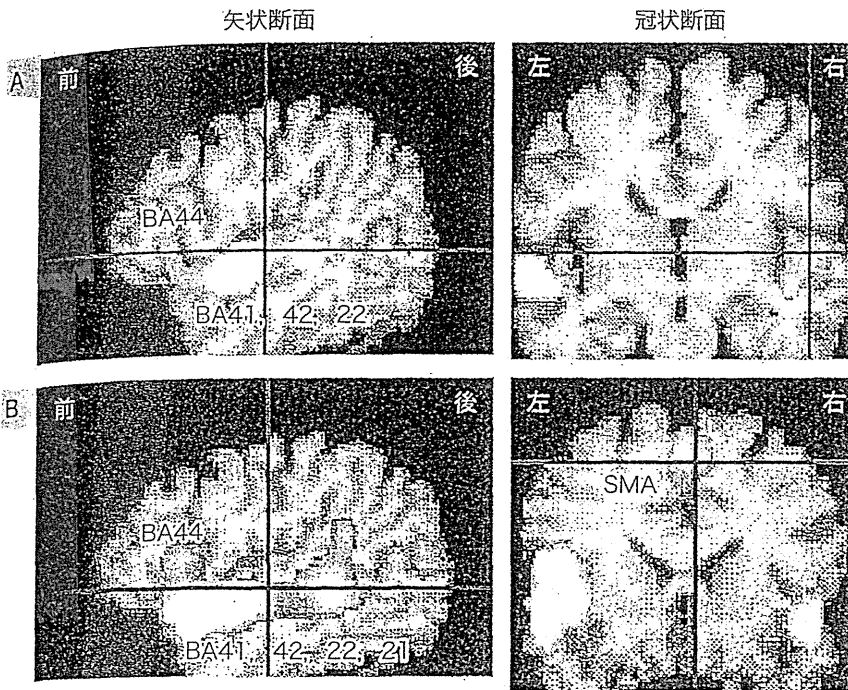 矢状断面 冠状断面
A 前 後 左 右
BA44
BA41, 42, 22
B 前 後 左 右
SMA
BA44
BA41, 42, 22, 21